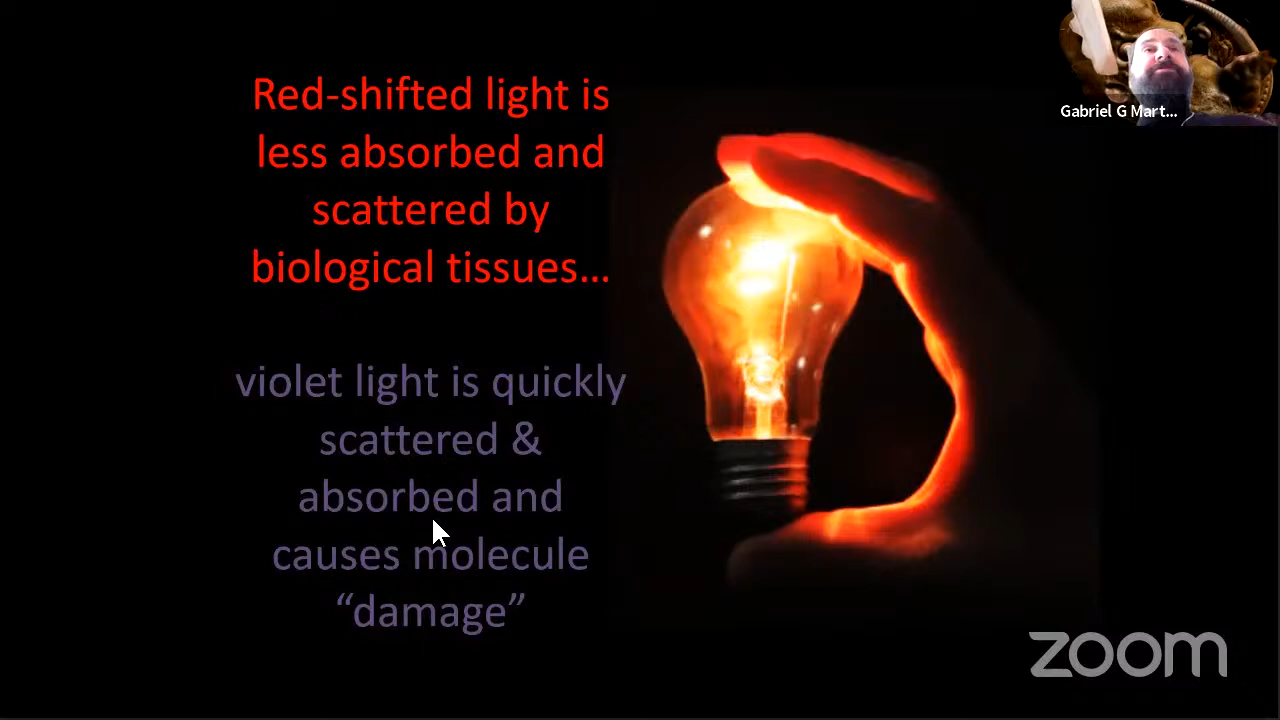 Red-shifted light is
less absorbed and
scattered by
biological tissues...
violet light is quickly
scattered &
absorbed and
causes molecule
“damage”
Gabriel G Mart...
zoom